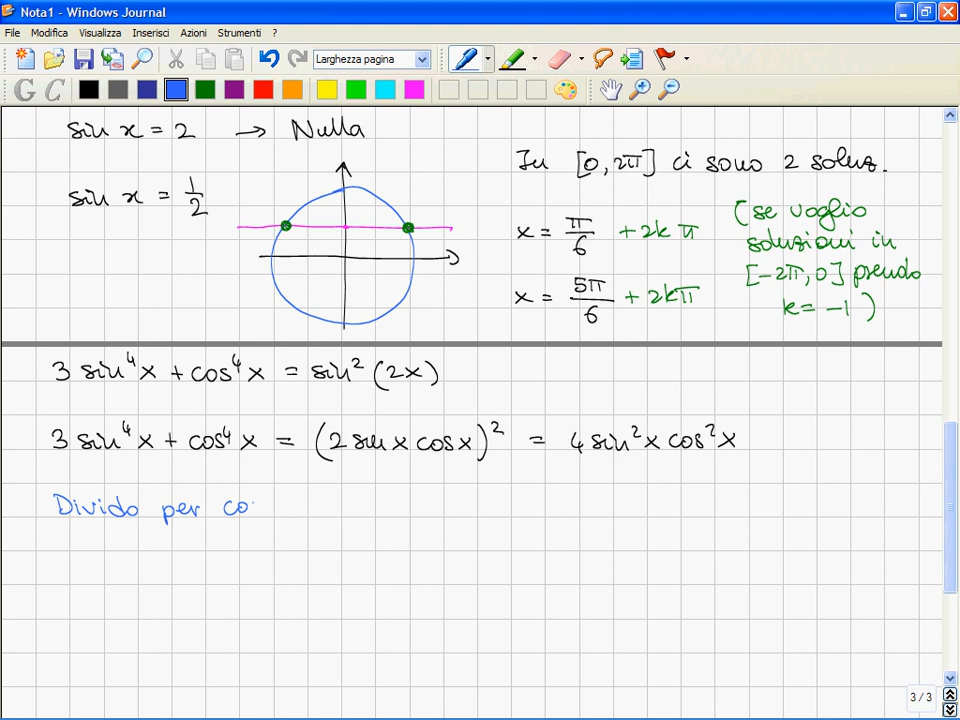 Nota1 - Windows Journal
File Modifica Visualizza Inserisci Azioni Strumenti ?
Larghezza pagina
G C
sin x = 2 → Nulla
sin x = 1/2
In [0, 2π] ci sono 2 soluz.
x = π/6 + 2kπ
x = 5π/6 + 2kπ
(se voglio
soluzioni in
[-2π, 0] prendo
k = -1)
3 sin⁴x + cos⁴x = sin²(2x)
3 sin⁴x + cos⁴x = (2 sin x cos x)² = 4 sin²x cos²x
Divido per co
3 / 3